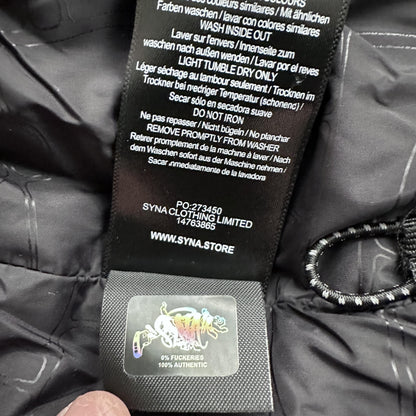 COLOURS
couleurs similaires / Mit ähnlichen
Farben waschen / lavar con colores similares
WASH INSIDE OUT
Laver sur l'envers / Innenseite zum
waschen nach außen wenden / Lavar por el reves
LIGHT TUMBLE DRY ONLY
Léger séchage au tambour seulement / Trocknen im
Trockner bei niedriger Temperatur (schonend) /
Secar sólo en secadora suave
DO NOT IRON
Ne pas repasser / Nicht bügeln / No planchar
REMOVE PROMPTLY FROM WASHER
Retirer promplement de la machine à laver / Nach
dem Waschen sofort aus der Maschine nehmen /
Sacar inmediatamente de la lavadora
PO:273450
SYNA CLOTHING LIMITED
14763865
WWW.SYNA.STORE
0% FUCKERIES
100% AUTHENTIC